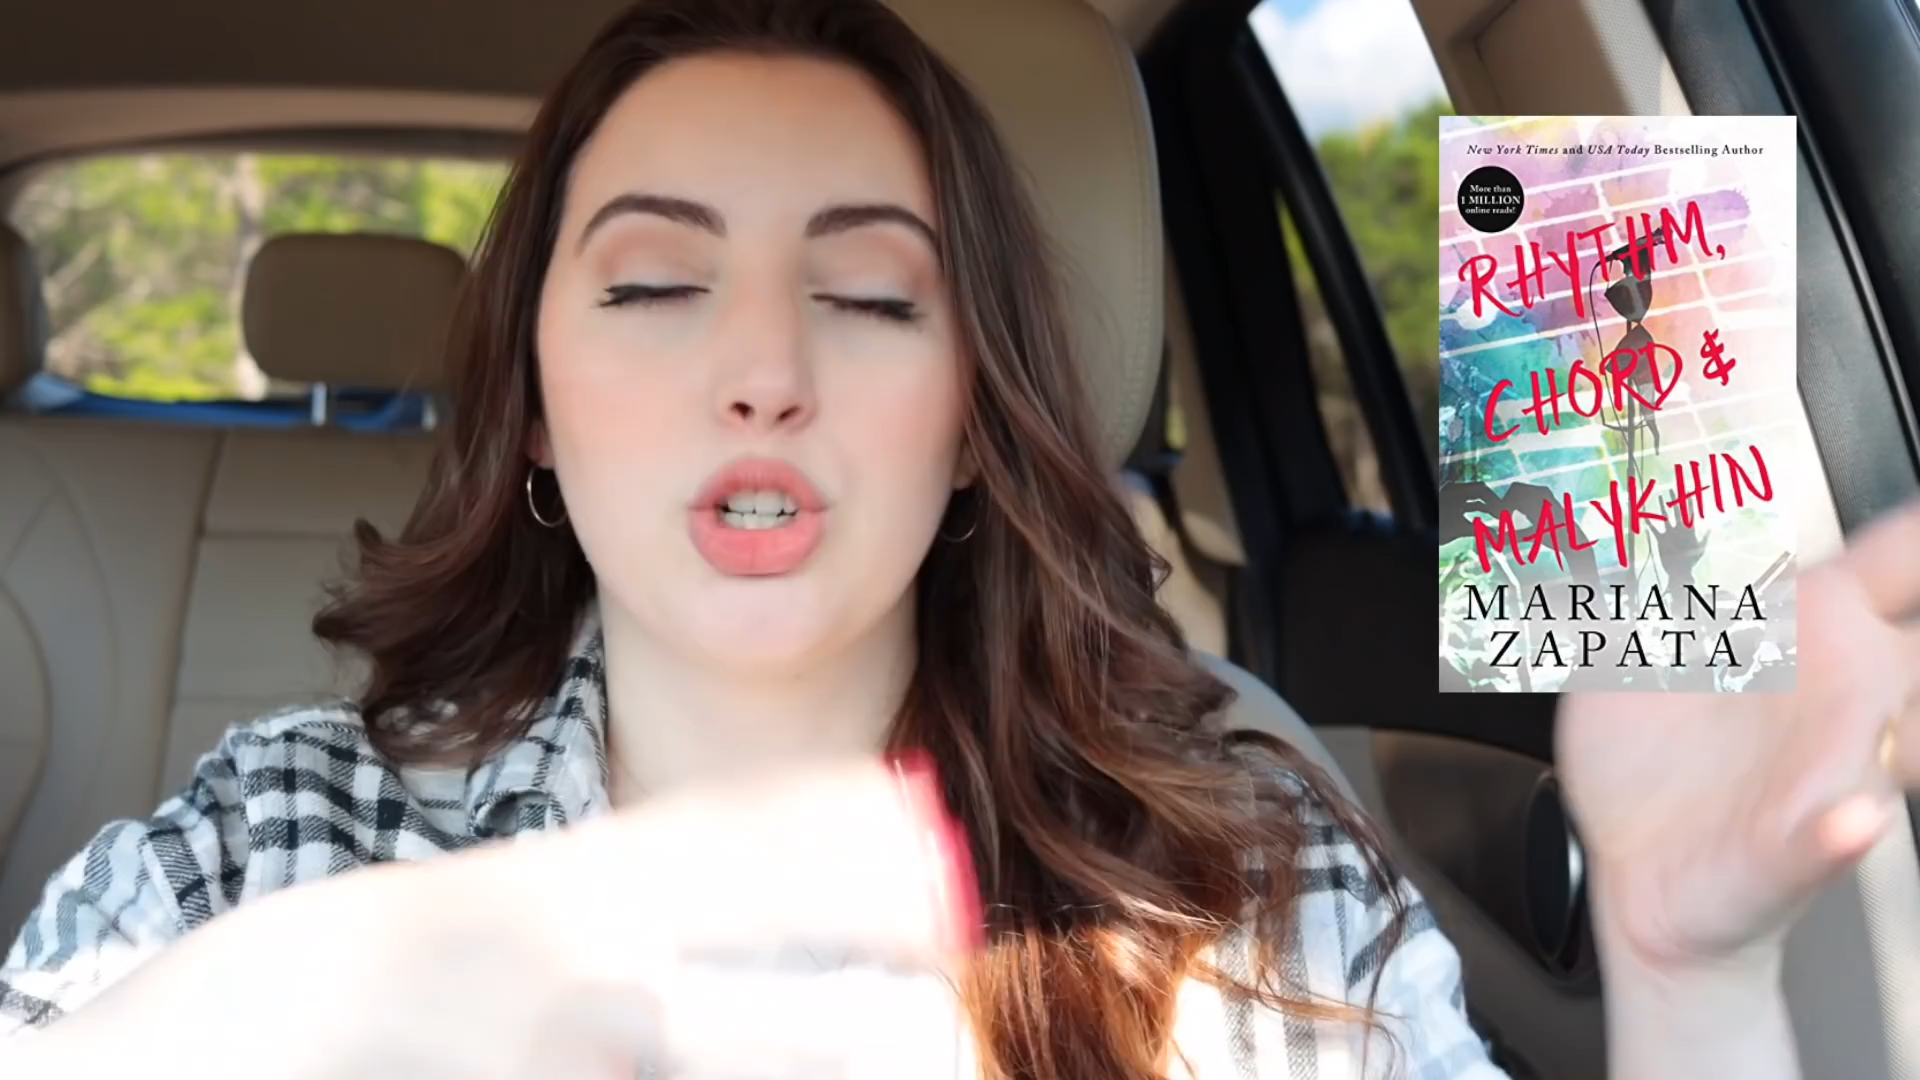 New York Times and USA Today Bestselling Author
More than
1 MILLION
online reads!
RHYTHM,
CHORD &
MALYKHIN
MARIANA
ZAPATA